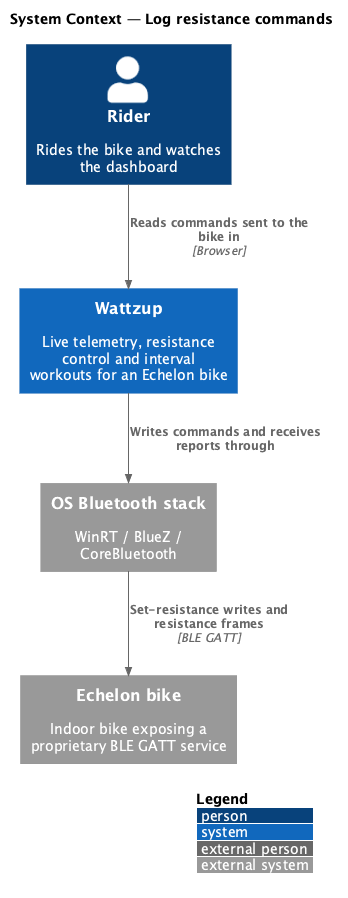 System Context — Log resistance commands
Rider
Rides the bike and watches
the dashboard
Reads commands sent to the
bike in
[Browser]
Wattzup
Live telemetry, resistance
control and interval
workouts for an Echelon bike
Writes commands and receives
reports through
OS Bluetooth stack
WinRT / BlueZ /
CoreBluetooth
Set-resistance writes and
resistance frames
[BLE GATT]
Echelon bike
Indoor bike exposing a
proprietary BLE GATT service
Legend
person
system
external person
external system